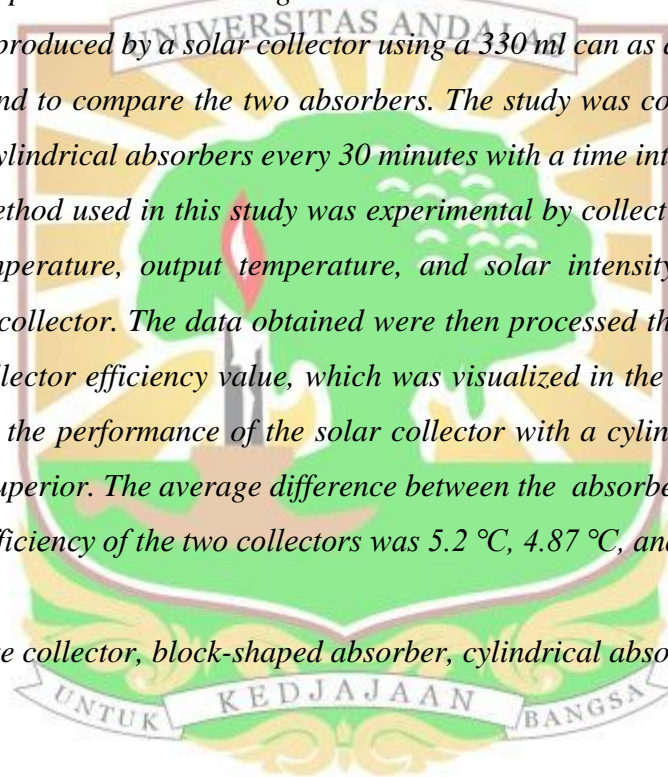 UNIVERSITAS ANDALAS
produced by a solar collector using a 330 ml can as
nd to compare the two absorbers. The study was co
ylindrical absorbers every 30 minutes with a time int
ethod used in this study was experimental by collect
mperature, output temperature, and solar intensity
collector. The data obtained were then processed th
llector efficiency value, which was visualized in the
the performance of the solar collector with a cylin
uperior. The average difference between the absorbe
fficiency of the two collectors was 5.2 °C, 4.87 °C, and
e collector, block-shaped absorber, cylindrical abso
UNTUK KEDJAJAAN BANGSA